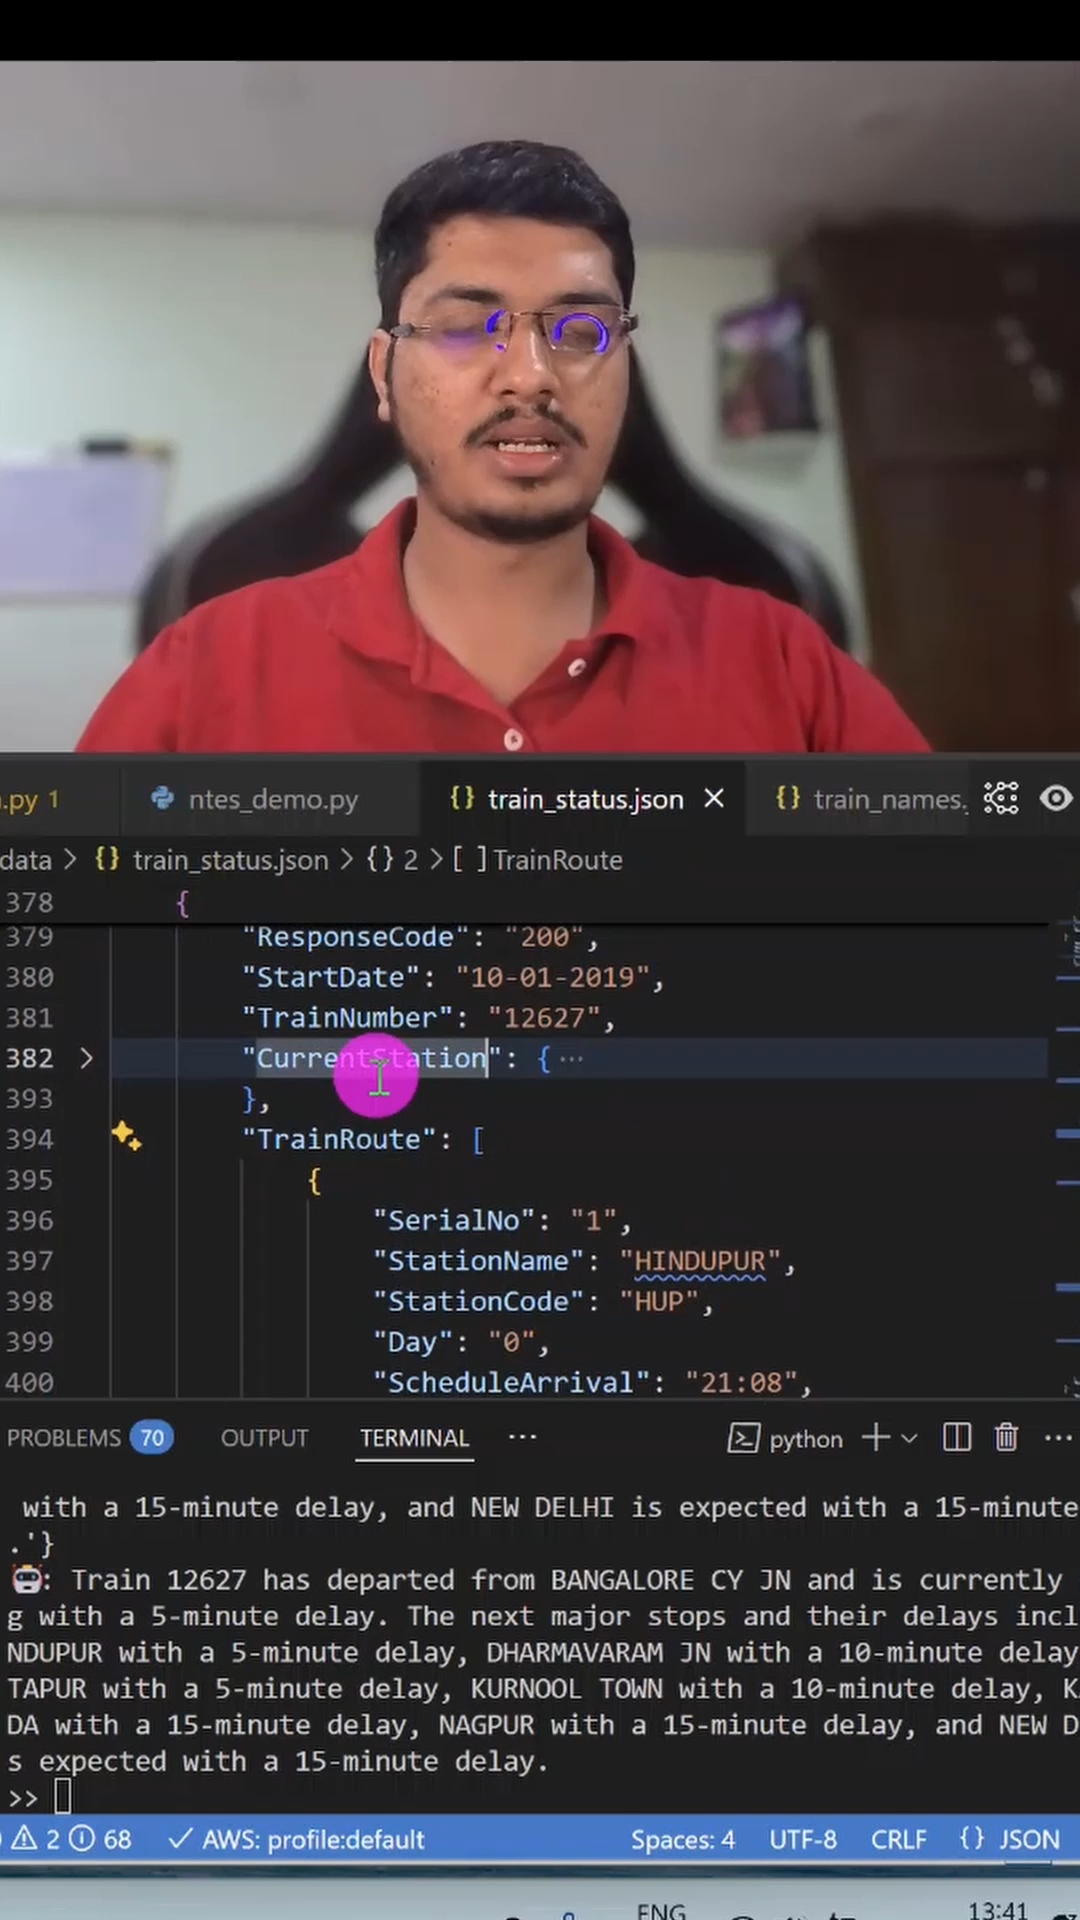 .py 1
ntes_demo.py
{} train_status.json ×
{} train_names.
data > {} train_status.json > {} 2 > [ ] TrainRoute
378 {
379 "ResponseCode": "200",
380 "StartDate": "10-01-2019",
381 "TrainNumber": "12627",
382 > "CurrentStation": { ···
393 },
394 "TrainRoute": [
395 {
396 "SerialNo": "1",
397 "StationName": "HINDUPUR",
398 "StationCode": "HUP",
399 "Day": "0",
400 "ScheduleArrival": "21:08",
PROBLEMS 70 OUTPUT TERMINAL ··· python
with a 15-minute delay, and NEW DELHI is expected with a 15-minute
.'}
: Train 12627 has departed from BANGALORE CY JN and is currently
g with a 5-minute delay. The next major stops and their delays incl
NDUPUR with a 5-minute delay, DHARMAVARAM JN with a 10-minute delay
TAPUR with a 5-minute delay, KURNOOL TOWN with a 10-minute delay, K
DA with a 15-minute delay, NAGPUR with a 15-minute delay, and NEW D
s expected with a 15-minute delay.
>>
2 68 AWS: profile:default Spaces: 4 UTF-8 CRLF {} JSON
ENG 13:41